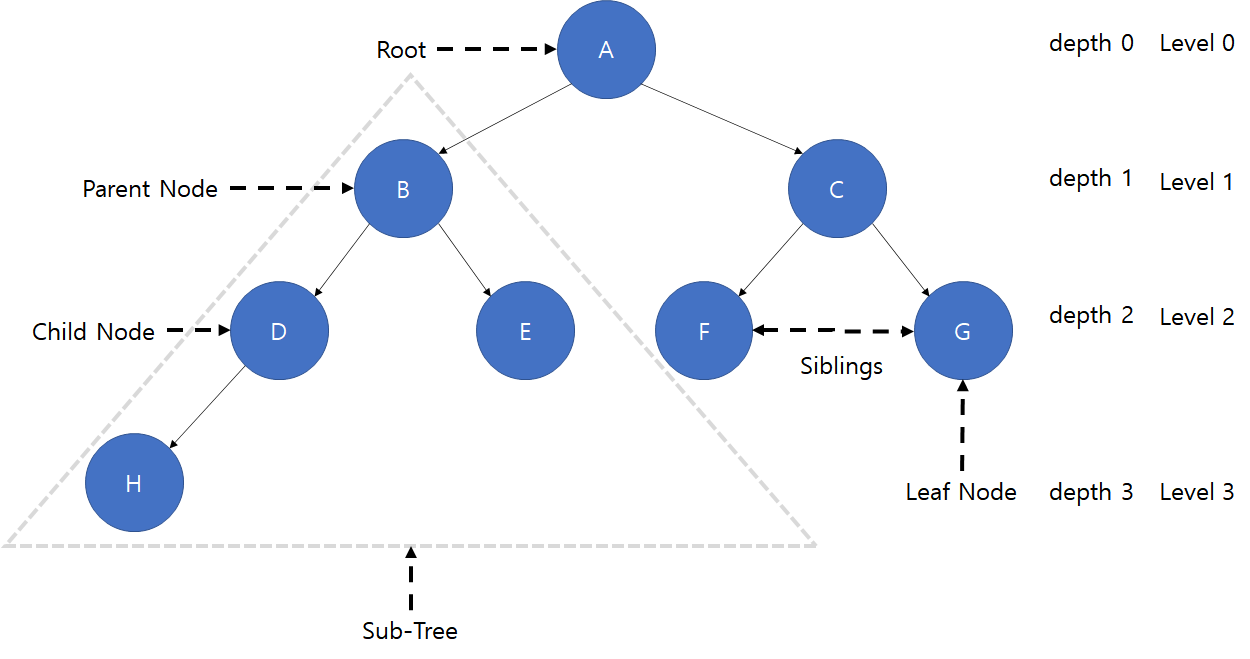 Root
A
depth 0
Level 0
Parent Node
B
C
depth 1
Level 1
Child Node
D
E
F
G
depth 2
Level 2
Siblings
H
Leaf Node
depth 3
Level 3
Sub-Tree